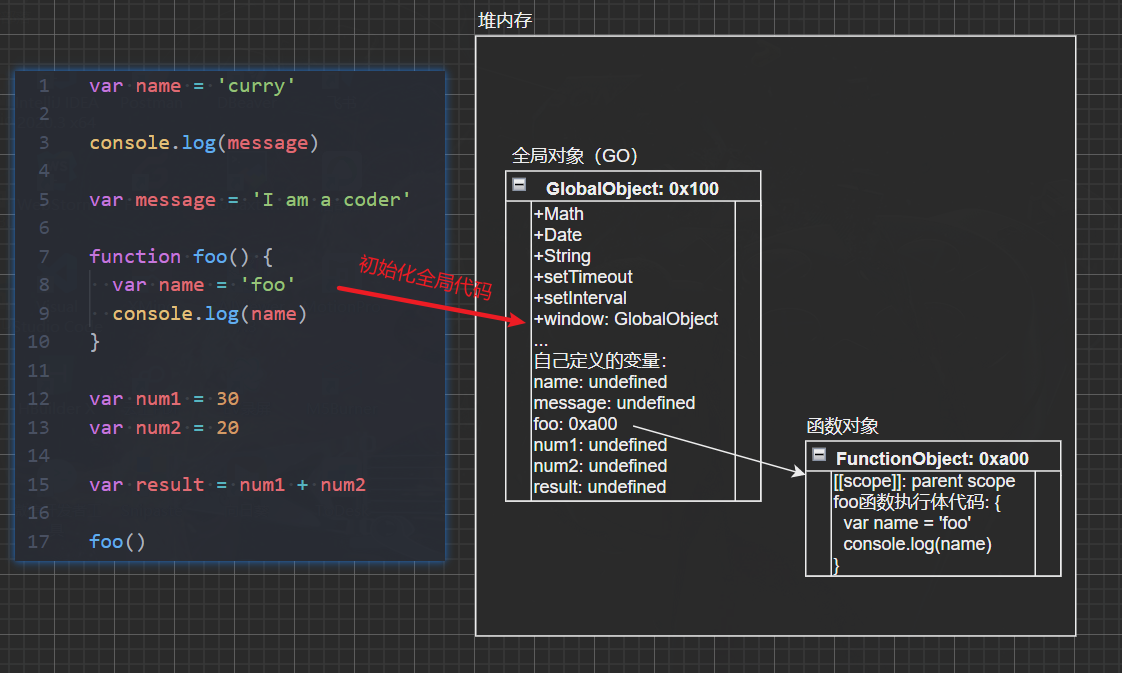 堆内存
1 var name = 'curry'
2
3 console.log(message)
4
5 var message = 'I am a coder'
6
7 function foo() {
8 var name = 'foo'
9 console.log(name)
10 }
11
12 var num1 = 30
13 var num2 = 20
14
15 var result = num1 + num2
16
17 foo()
初始化全局代码
全局对象（GO）
GlobalObject: 0x100
+Math
+Date
+String
+setTimeout
+setInterval
+window: GlobalObject
...
自己定义的变量：
name: undefined
message: undefined
foo: 0xa00
num1: undefined
num2: undefined
result: undefined
函数对象
FunctionObject: 0xa00
[[scope]]: parent scope
foo函数执行体代码: {
var name = 'foo'
console.log(name)
}